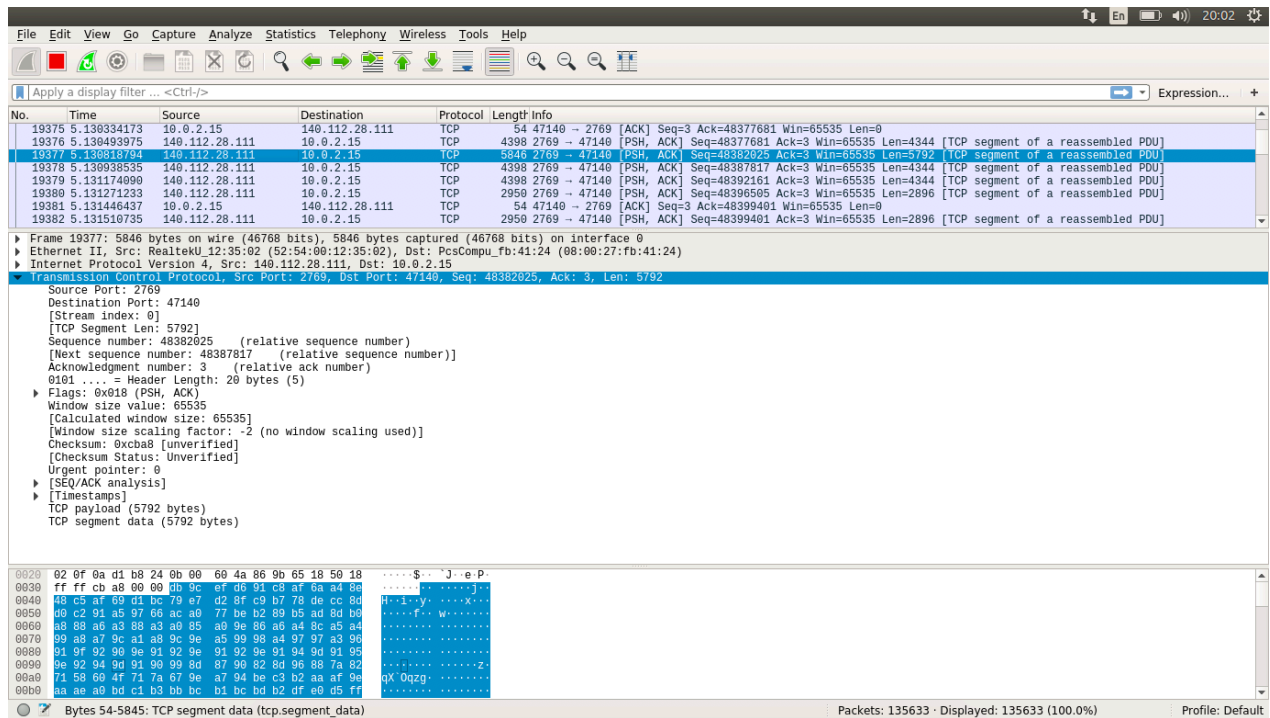 En 20:02
File Edit View Go Capture Analyze Statistics Telephony Wireless Tools Help
Apply a display filter ... <Ctrl-/> Expression... +
No. Time Source Destination Protocol Length Info
19375 5.130334173 10.0.2.15 140.112.28.111 TCP 54 47140 → 2769 [ACK] Seq=3 Ack=48377681 Win=65535 Len=0
19376 5.130493975 140.112.28.111 10.0.2.15 TCP 4398 2769 → 47140 [PSH, ACK] Seq=48377681 Ack=3 Win=65535 Len=4344 [TCP segment of a reassembled PDU]
19377 5.130818794 140.112.28.111 10.0.2.15 TCP 5846 2769 → 47140 [PSH, ACK] Seq=48382025 Ack=3 Win=65535 Len=5792 [TCP segment of a reassembled PDU]
19378 5.130938535 140.112.28.111 10.0.2.15 TCP 4398 2769 → 47140 [PSH, ACK] Seq=48387817 Ack=3 Win=65535 Len=4344 [TCP segment of a reassembled PDU]
19379 5.131174090 140.112.28.111 10.0.2.15 TCP 4398 2769 → 47140 [PSH, ACK] Seq=48392161 Ack=3 Win=65535 Len=4344 [TCP segment of a reassembled PDU]
19380 5.131271233 140.112.28.111 10.0.2.15 TCP 2950 2769 → 47140 [PSH, ACK] Seq=48396505 Ack=3 Win=65535 Len=2896 [TCP segment of a reassembled PDU]
19381 5.131446437 10.0.2.15 140.112.28.111 TCP 54 47140 → 2769 [ACK] Seq=3 Ack=48399401 Win=65535 Len=0
19382 5.131510735 140.112.28.111 10.0.2.15 TCP 2950 2769 → 47140 [PSH, ACK] Seq=48399401 Ack=3 Win=65535 Len=2896 [TCP segment of a reassembled PDU]
Frame 19377: 5846 bytes on wire (46768 bits), 5846 bytes captured (46768 bits) on interface 0
Ethernet II, Src: RealtekU_12:35:02 (52:54:00:12:35:02), Dst: PcsCompu_fb:41:24 (08:00:27:fb:41:24)
Internet Protocol Version 4, Src: 140.112.28.111, Dst: 10.0.2.15
Transmission Control Protocol, Src Port: 2769, Dst Port: 47140, Seq: 48382025, Ack: 3, Len: 5792
Source Port: 2769
Destination Port: 47140
[Stream index: 0]
[TCP Segment Len: 5792]
Sequence number: 48382025 (relative sequence number)
[Next sequence number: 48387817 (relative sequence number)]
Acknowledgment number: 3 (relative ack number)
0101 .... = Header Length: 20 bytes (5)
Flags: 0x018 (PSH, ACK)
Window size value: 65535
[Calculated window size: 65535]
[Window size scaling factor: -2 (no window scaling used)]
Checksum: 0xcba8 [unverified]
[Checksum Status: Unverified]
Urgent pointer: 0
[SEQ/ACK analysis]
[Timestamps]
TCP payload (5792 bytes)
TCP segment data (5792 bytes)
0020 02 0f 0a d1 b8 24 0b 00 60 4a 86 9b 65 18 50 18 ·····$·· `J··e·P·
0030 ff ff cb a8 00 00 db 9c ef d6 91 c8 af 6a a4 8e ········ ·····j··
0040 48 c5 af 69 d1 bc 79 e7 d2 8f c9 b7 78 de cc 8d H··i··y· ····x···
0050 d0 c2 91 a5 97 66 ac a0 77 be b2 89 b5 ad 8d b0 ·····f·· w·······
0060 a8 88 a6 a3 88 a3 a0 85 a0 9e 86 a6 a4 8c a5 a4 ········ ········
0070 99 a8 a7 9c a1 a8 9c 9e a5 99 98 a4 97 97 a3 96 ········ ········
0080 91 9f 92 90 9e 91 92 9e 91 92 9e 91 94 9d 91 95 ········ ········
0090 9e 92 94 9d 91 90 99 8d 87 90 82 8d 96 88 7a 82 ········ ······z·
00a0 71 58 60 4f 71 7a 67 9e a7 94 be c3 b2 aa af 9e qX`Oqzg· ········
00b0 aa ae a0 bd c1 b3 bb bc b1 bc bd b2 df e0 d5 ff ········ ········
Bytes 54-5845: TCP segment data (tcp.segment_data) Packets: 135633 · Displayed: 135633 (100.0%) Profile: Default